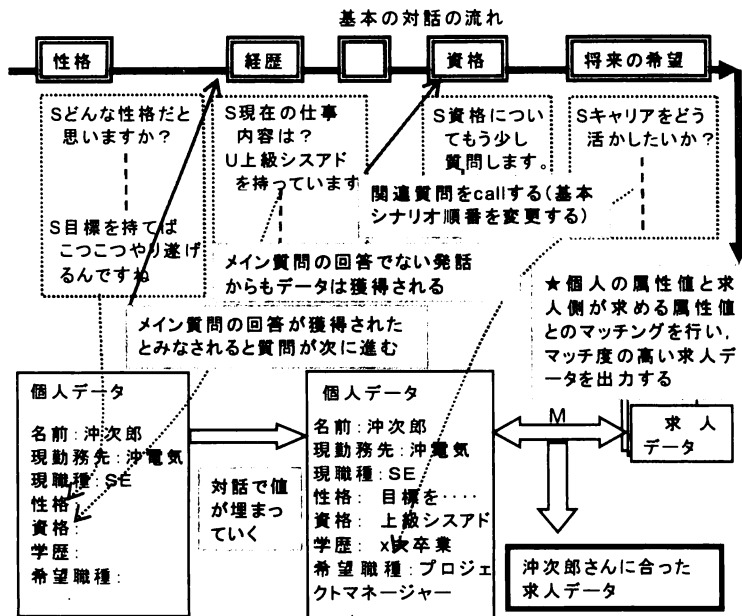 基本の対話の流れ
性格
経歴
資格
将来の希望
Sどんな性格だと
思いますか?
S目標を持てば
こつこつやり遂げ
るんですね
S現在の仕事
内容は?
U上級シスアド
を持っています
S資格につい
てもう少し
質問します。
Sキャリアをどう
活かしたいか?
関連質問をcallする(基本
シナリオ順番を変更する)
メイン質問の回答でない発話
からもデータは獲得される
メイン質問の回答が獲得された
とみなされると質問が次に進む
★個人の属性値と求
人側が求める属性値
とのマッチングを行い,
マッチ度の高い求人デ
ータを出力する
個人データ
名前:沖次郎
現勤務先:沖電気
現職種:SE
性格:
資格:
学歴:
希望職種:
対話で値
が埋まっ
ていく
個人データ
名前:沖次郎
現勤務先:沖電気
現職種:SE
性格: 目標を‥‥
資格: 上級シスアド
学歴: x大卒業
希望職種:プロジェ
クトマネージャー
M
求 人
データ
沖次郎さんに合った
求人データ